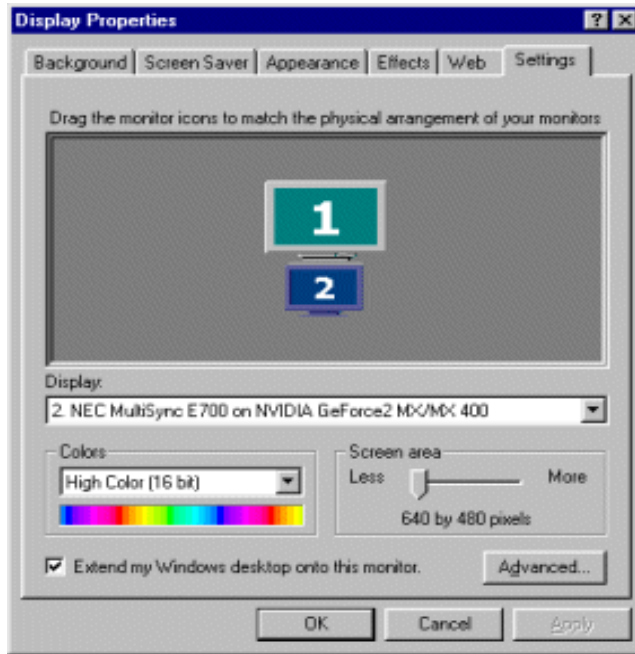 Display Properties
Background Screen Saver Appearance Effects Web Settings
Drag the monitor icons to match the physical arrangement of your monitors
1
2
Display:
2. NEC MultiSync E700 on NVIDIA GeForce2 MX/MX 400
Colors
High Color (16 bit)
Screen area
Less More
640 by 480 pixels
Extend my Windows desktop onto this monitor.
Advanced...
OK Cancel Apply